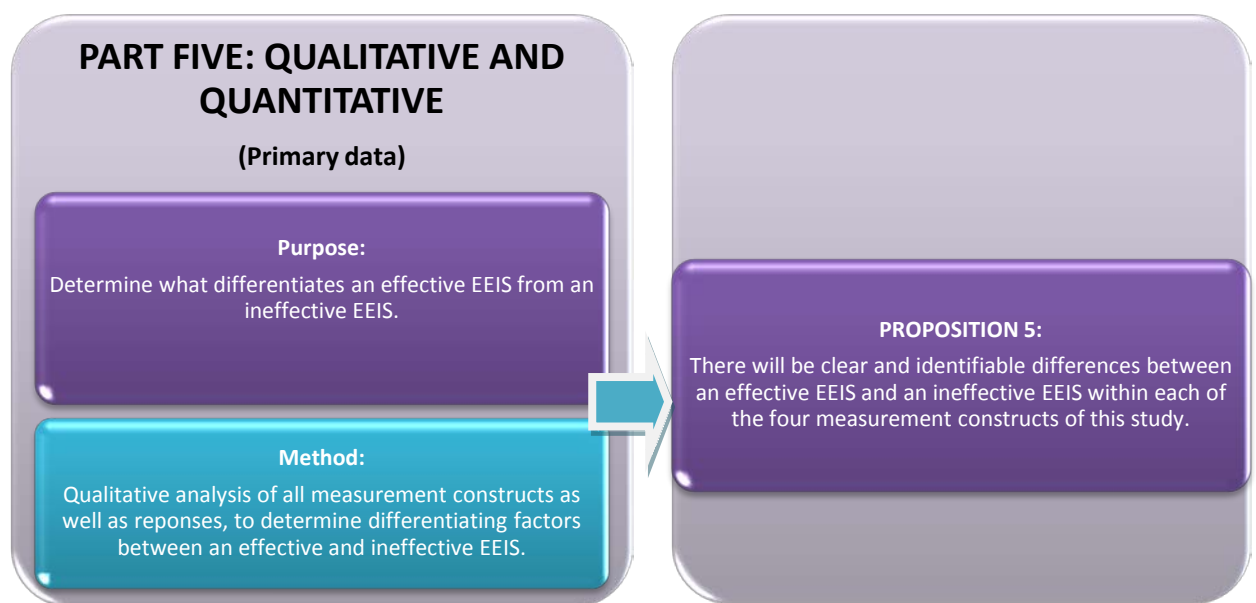 PART FIVE: QUALITATIVE AND
QUANTITATIVE
(Primary data)
Purpose:
Determine what differentiates an effective EEIS from an
ineffective EEIS.
Method:
Qualitative analysis of all measurement constructs as
well as reponses, to determine differentiating factors
between an effective and ineffective EEIS.
PROPOSITION 5:
There will be clear and identifiable differences between
an effective EEIS and an ineffective EEIS within each of
the four measurement constructs of this study.